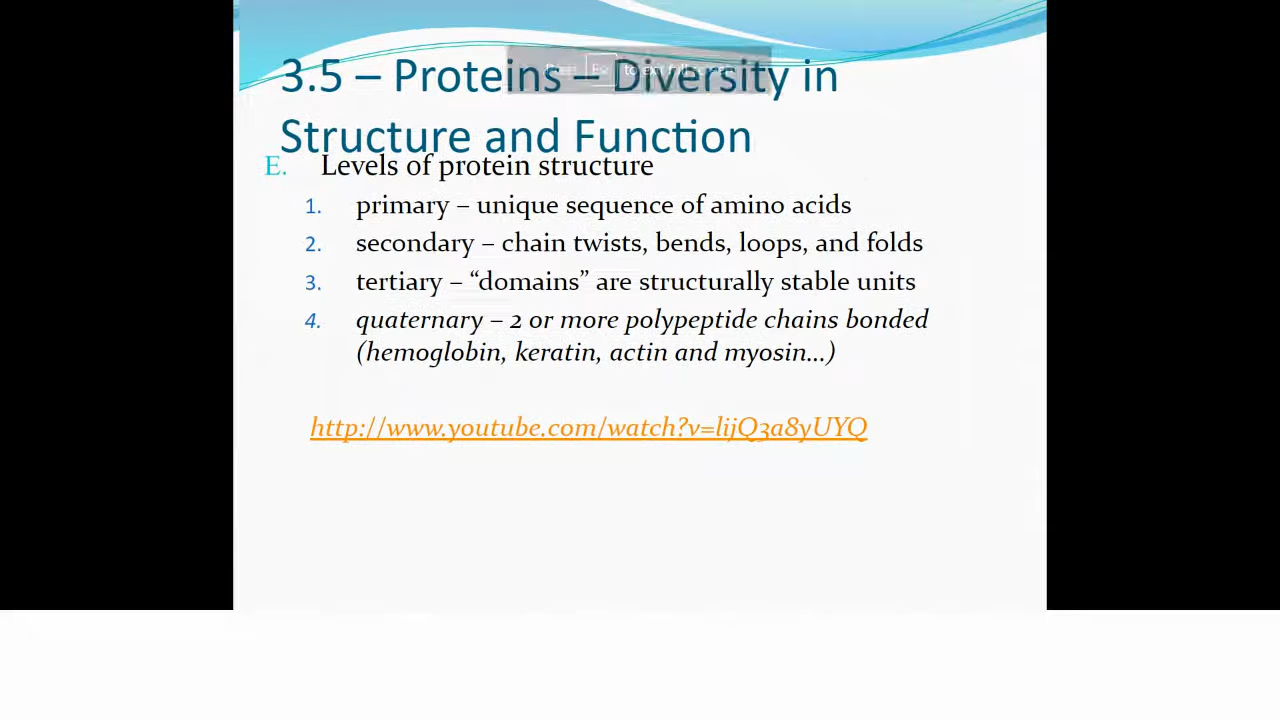 3.5 – Proteins – Diversity in
Structure and Function
E. Levels of protein structure
1. primary – unique sequence of amino acids
2. secondary – chain twists, bends, loops, and folds
3. tertiary – “domains” are structurally stable units
4. quaternary – 2 or more polypeptide chains bonded
(hemoglobin, keratin, actin and myosin…)
http://www.youtube.com/watch?v=lijQ3a8yUYQ